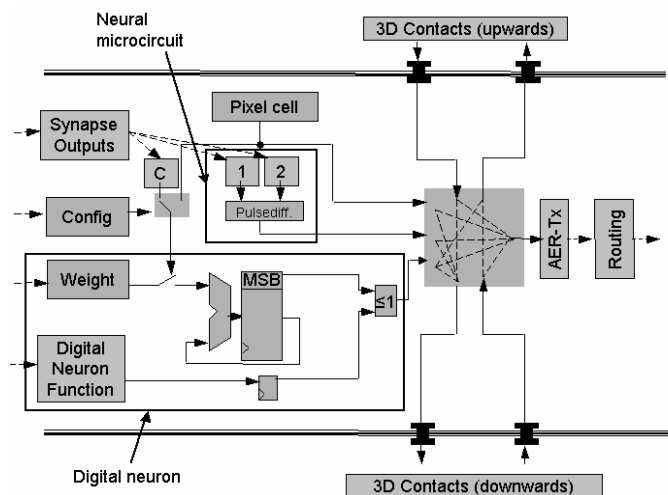 Neural
microcircuit
3D Contacts (upwards)
Pixel cell
Synapse
Outputs
C
1
2
Pulsediff.
Config
AER-Tx
Routing
Weight
MSB
≤1
Digital
Neuron
Function
Digital neuron
3D Contacts (downwards)